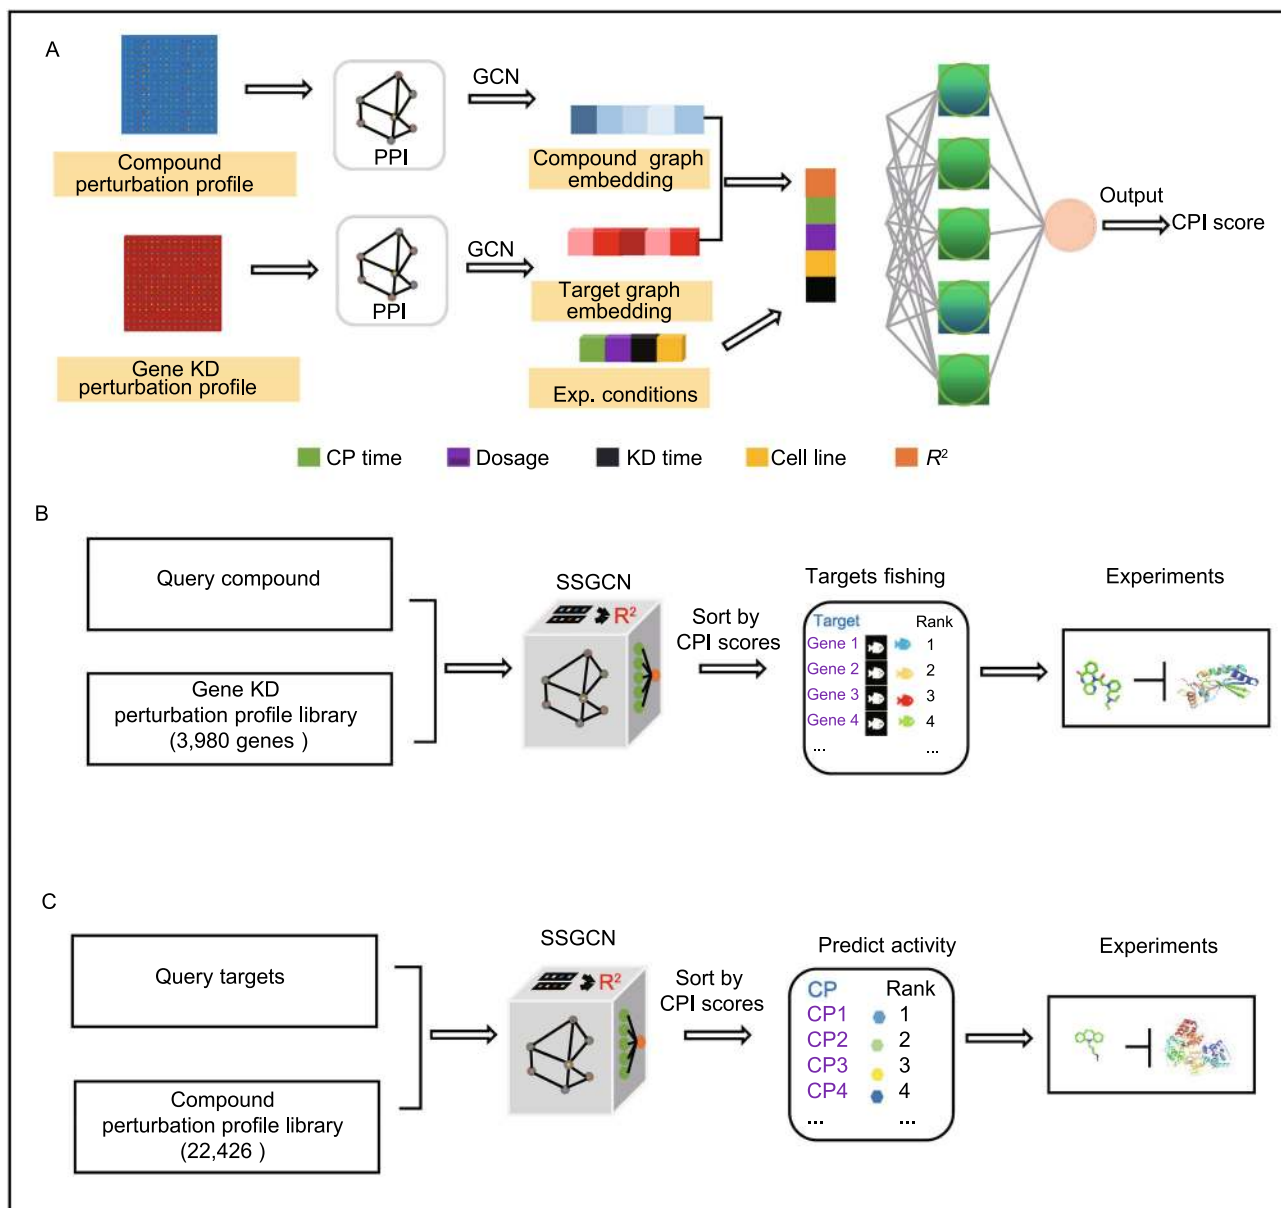 A
Compound
perturbation profile
PPI
GCN
Compound graph
embedding
Gene KD
perturbation profile
PPI
GCN
Target graph
embedding
Exp. conditions
Output
CPI score
CP time
Dosage
KD time
Cell line
R²
B
Query compound
Gene KD
perturbation profile library
(3,980 genes )
SSGCN
R²
Sort by
CPI scores
Targets fishing
Target Rank
Gene 1 1
Gene 2 2
Gene 3 3
Gene 4 4
... ...
Experiments
C
Query targets
Compound
perturbation profile library
(22,426 )
SSGCN
R²
Sort by
CPI scores
Predict activity
CP Rank
CP1 1
CP2 2
CP3 3
CP4 4
... ...
Experiments